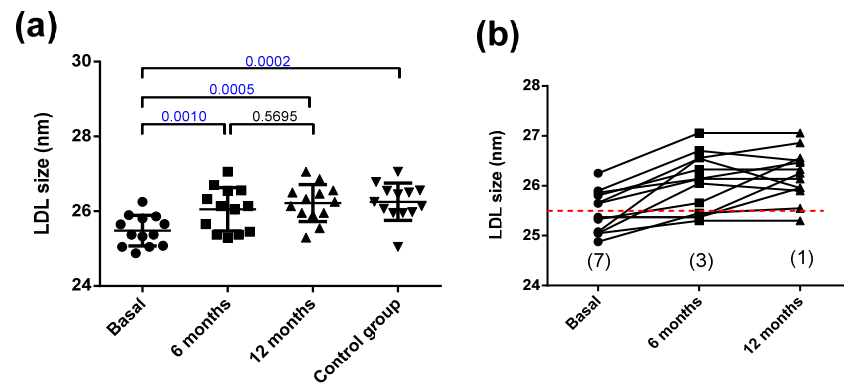 (a)
LDL size (nm)
30
28
26
24
0.0002
0.0005
0.0010
0.5695
Basal
6 months
12 months
Control group
(b)
LDL size (nm)
28
27
26
25
24
(7)
(3)
(1)
Basal
6 months
12 months